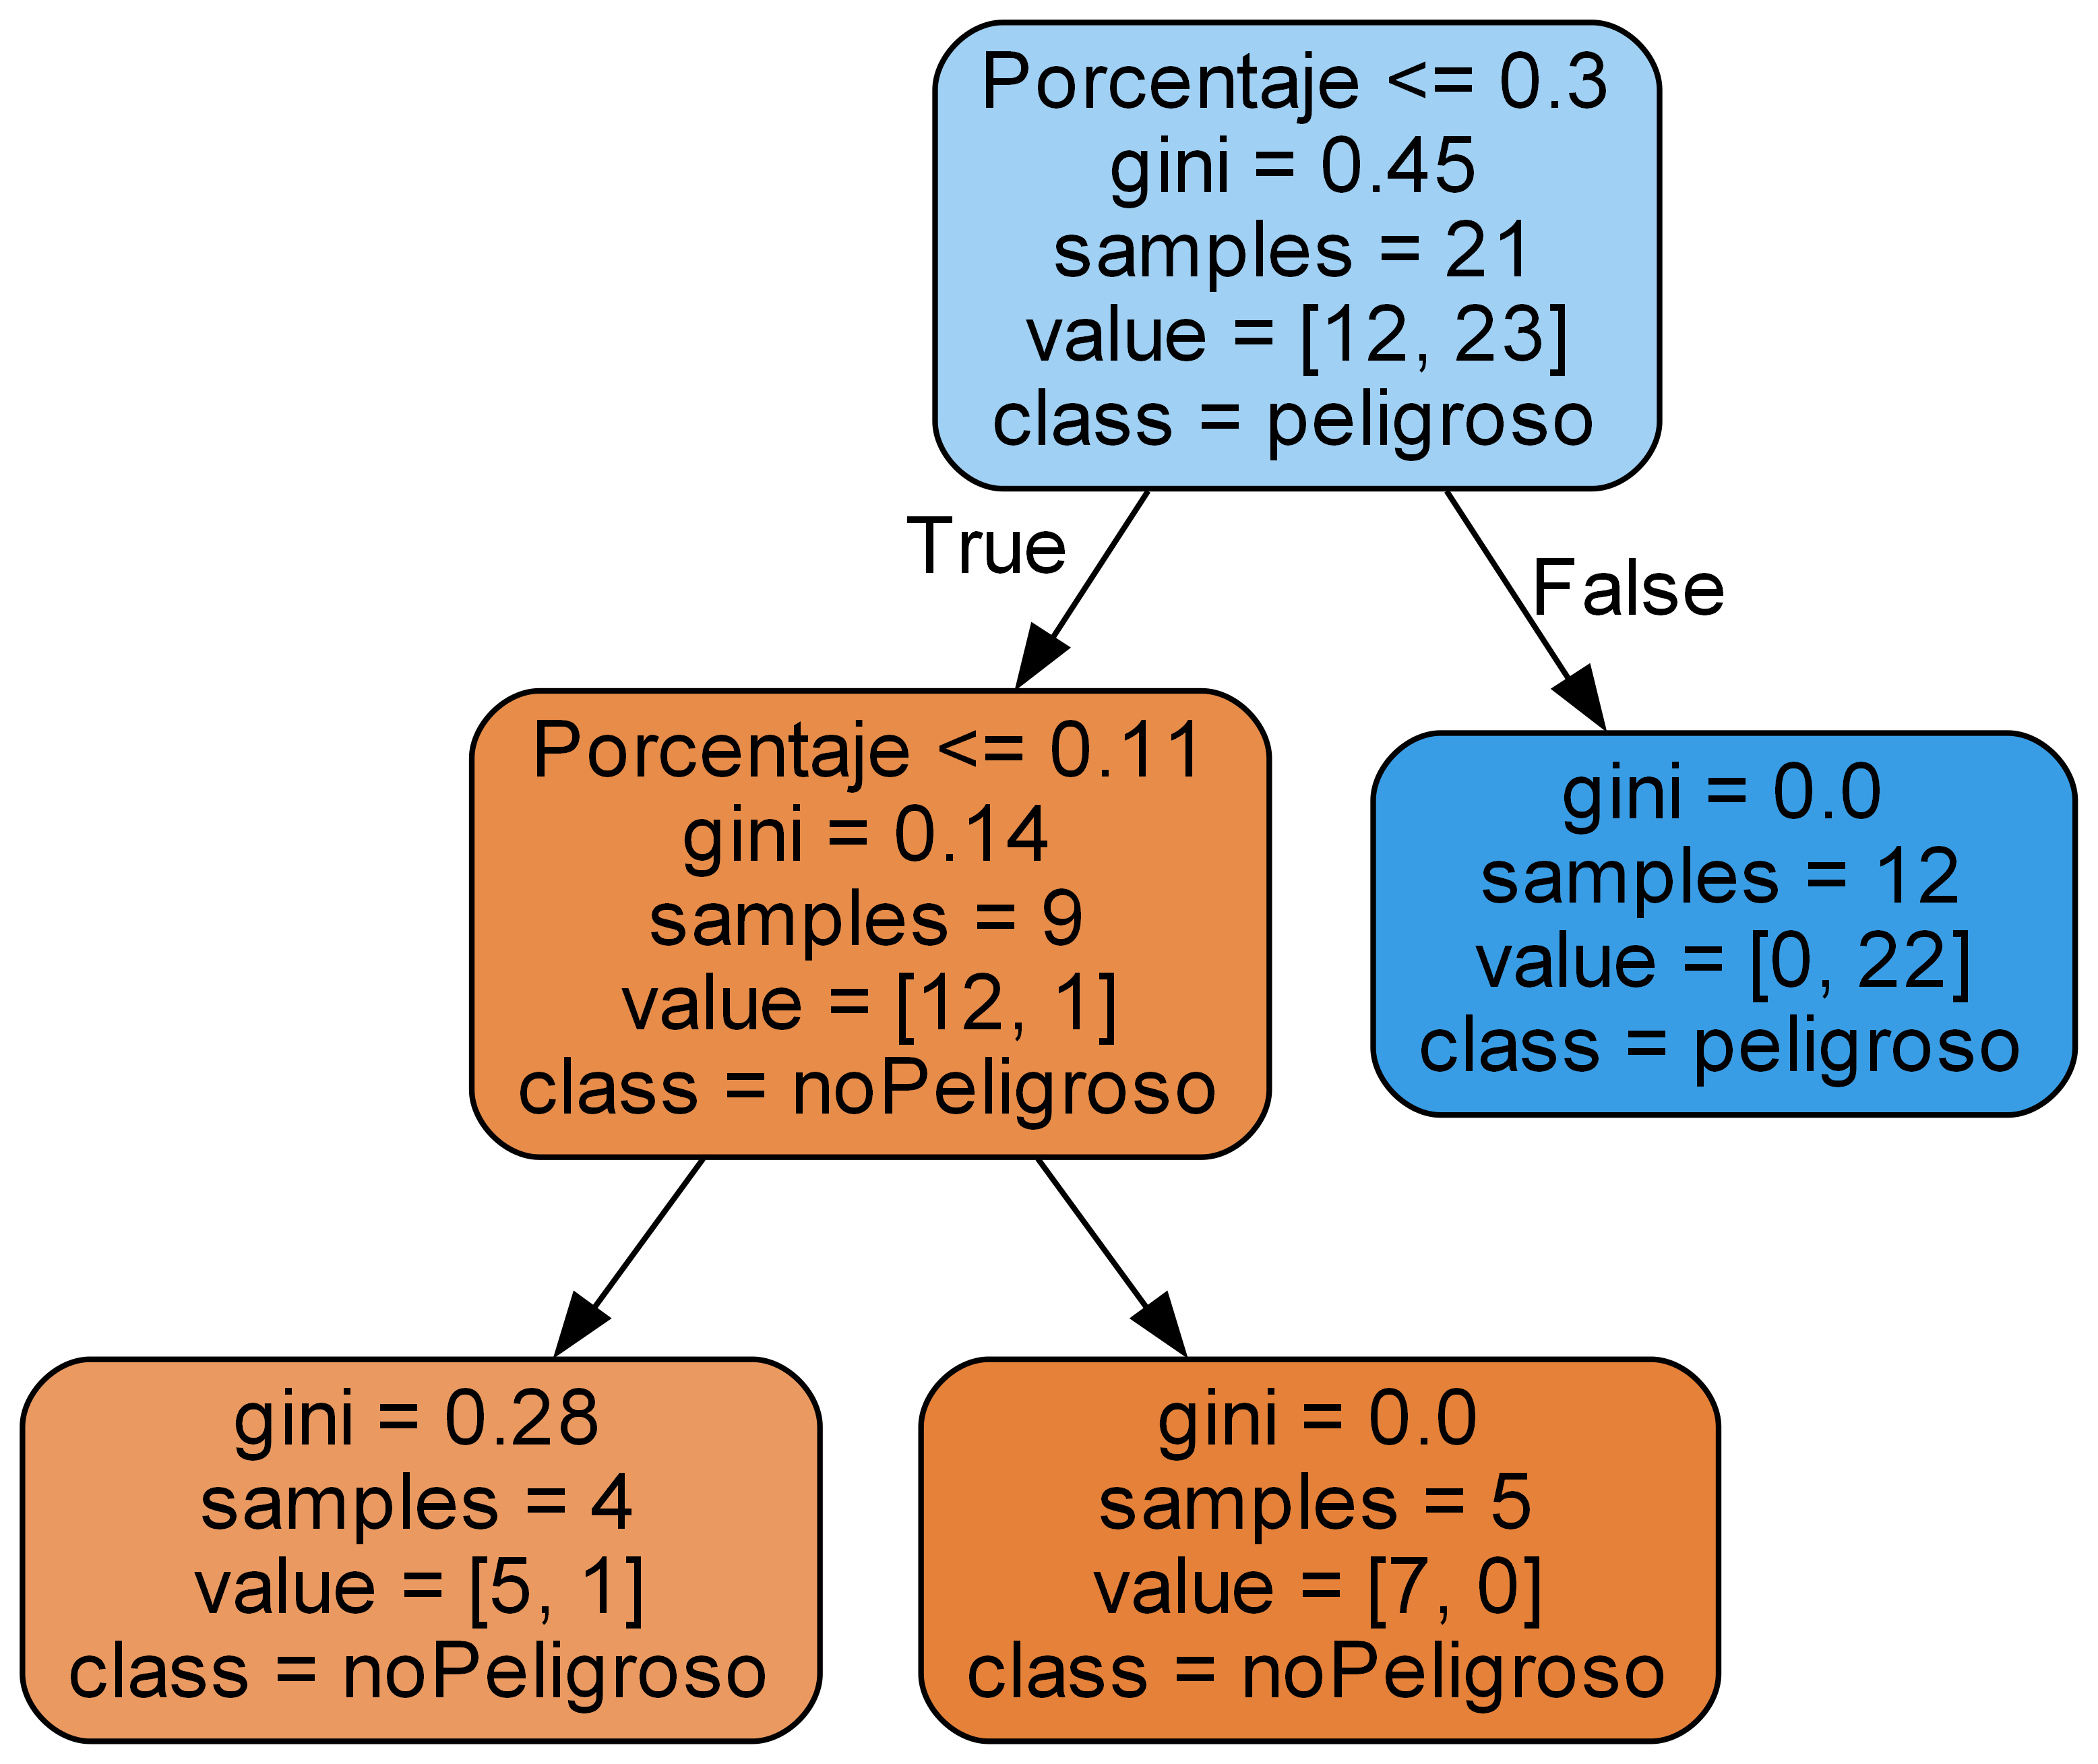 Porcentaje <= 0.3
gini = 0.45
samples = 21
value = [12, 23]
class = peligroso
True
False
Porcentaje <= 0.11
gini = 0.14
samples = 9
value = [12, 1]
class = noPeligroso
gini = 0.0
samples = 12
value = [0, 22]
class = peligroso
gini = 0.28
samples = 4
value = [5, 1]
class = noPeligroso
gini = 0.0
samples = 5
value = [7, 0]
class = noPeligroso